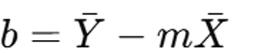 b = Ȳ − mX̄